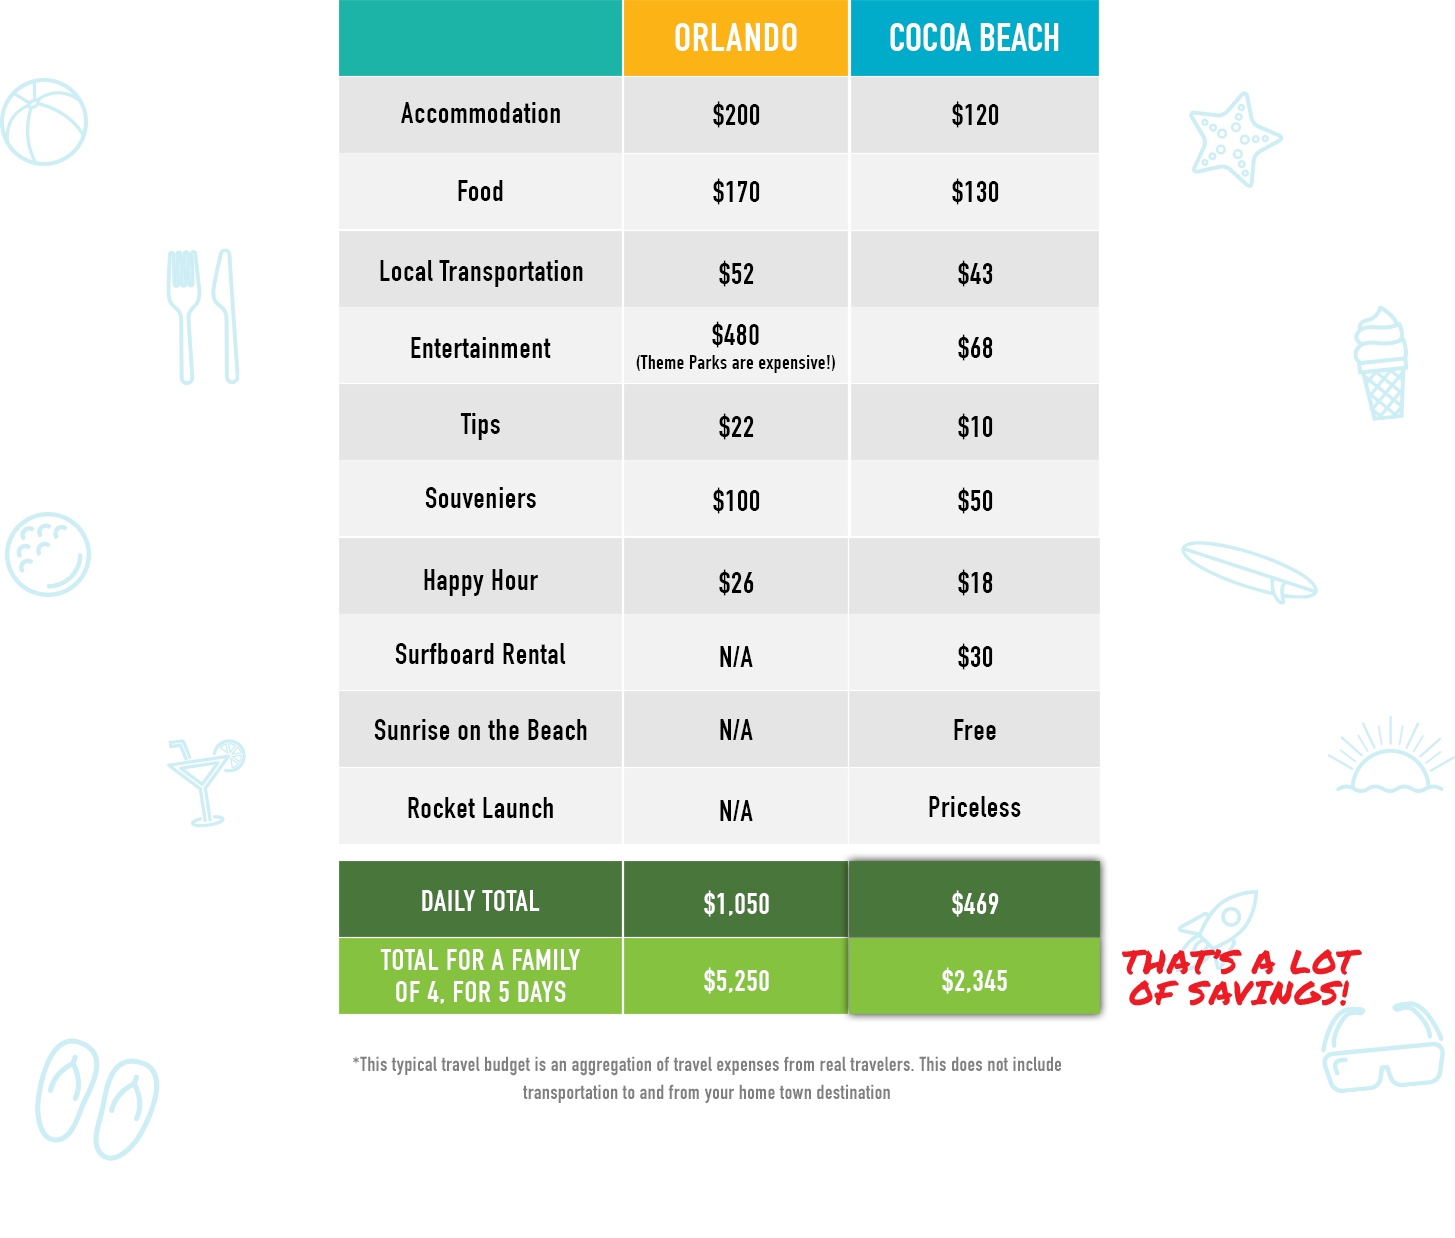 ORLANDO COCOA BEACH
Accommodation $200 $120
Food $170 $130
Local Transportation $52 $43
Entertainment $480 $68
(Theme Parks are expensive!)
Tips $22 $10
Souveniers $100 $50
Happy Hour $26 $18
Surfboard Rental N/A $30
Sunrise on the Beach N/A Free
Rocket Launch N/A Priceless
DAILY TOTAL $1,050 $469
TOTAL FOR A FAMILY
OF 4, FOR 5 DAYS $5,250 $2,345
THAT'S A LOT
OF SAVINGS!
*This typical travel budget is an aggregation of travel expenses from real travelers. This does not include
transportation to and from your home town destination